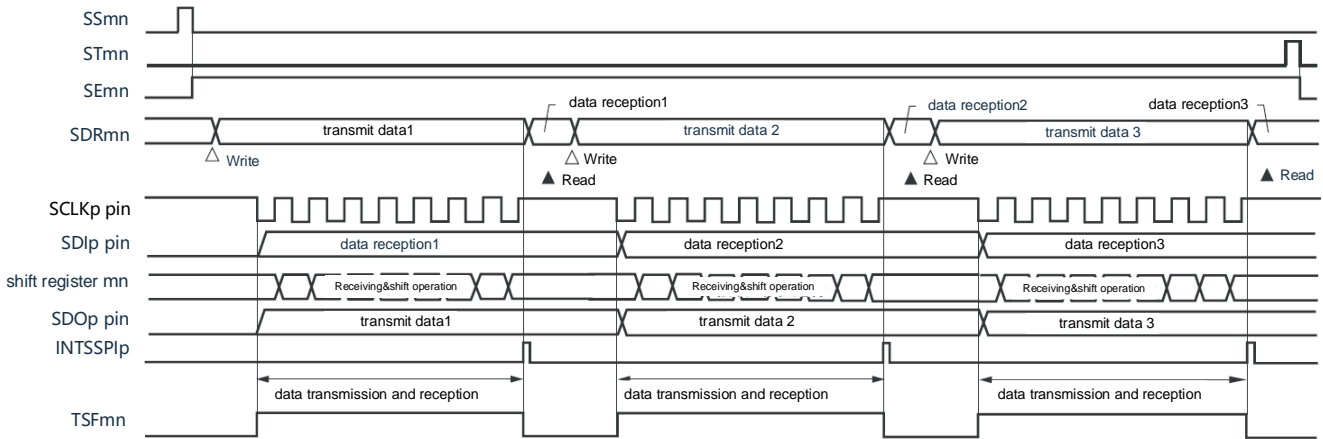 SSmn
STmn
SEmn
data reception1 data reception2 data reception3
SDRmn transmit data1 transmit data 2 transmit data 3
△ Write △ Write △ Write
▲ Read ▲ Read ▲ Read
SCLKp pin
SDIp pin data reception1 data reception2 data reception3
shift register mn Receiving&shift operation Receiving&shift operation Receiving&shift operation
SDOp pin transmit data1 transmit data 2 transmit data 3
INTSSPIp
data transmission and reception data transmission and reception data transmission and reception
TSFmn